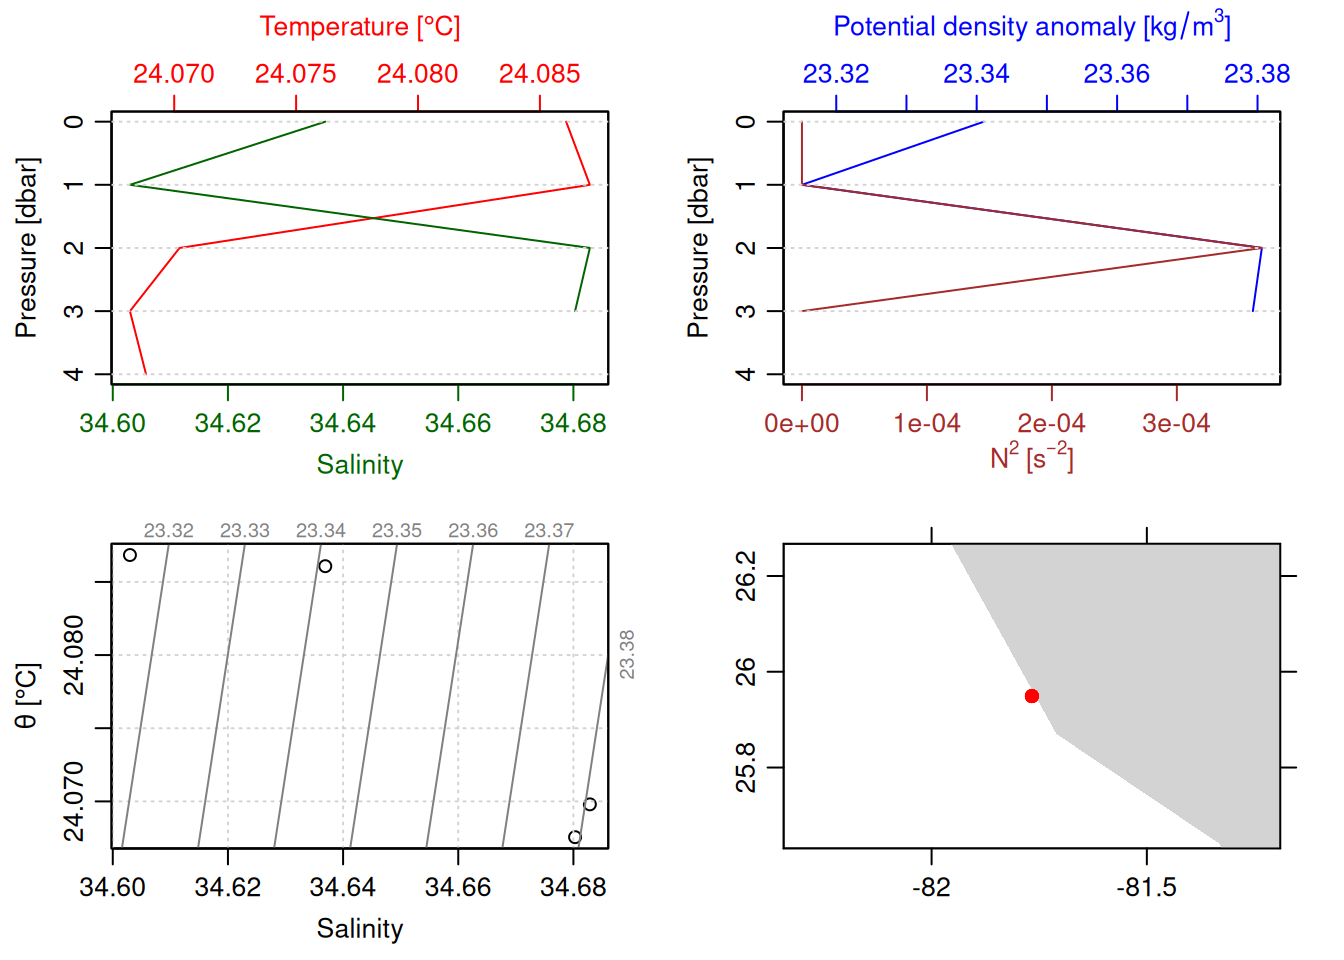 Temperature [°C]
24.070 24.075 24.080 24.085
0
1
2
3
4
Pressure [dbar]
34.60 34.62 34.64 34.66 34.68
Salinity
Potential density anomaly [kg/m³]
23.32 23.34 23.36 23.38
0
1
2
3
4
Pressure [dbar]
0e+00 1e-04 2e-04 3e-04
N² [s⁻²]
23.32 23.33 23.34 23.35 23.36 23.37
23.38
24.080
24.070
θ [°C]
34.60 34.62 34.64 34.66 34.68
Salinity
26.2
26
25.8
-82 -81.5